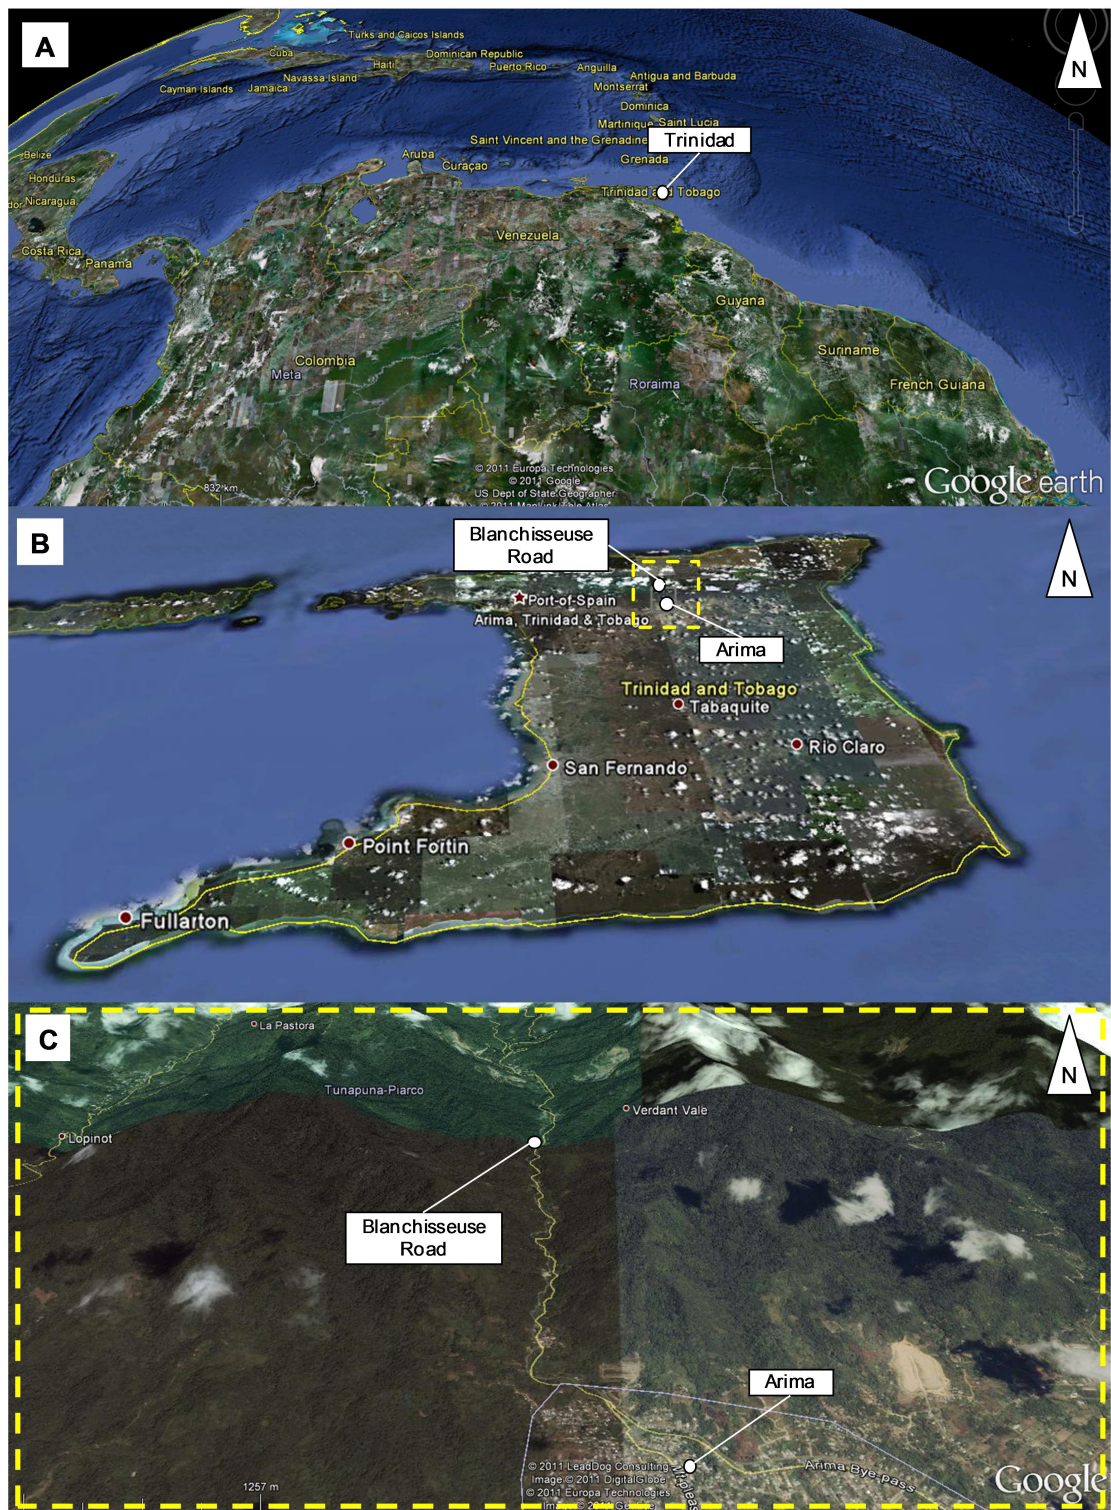 A
N
Turks and Caicos Islands
Cuba
Dominican Republic
Haiti
Puerto Rico
Anguilla
Navassa Island
Antigua and Barbuda
Cayman Islands
Jamaica
Montserrat
Dominica
Martinique
Saint Lucia
Saint Vincent and the Grenadine
Trinidad
Belize
Aruba
Curaçao
Grenada
Honduras
Trinidad and Tobago
dor
Nicaragua
Venezuela
Costa Rica
Panama
Guyana
Colombia
Meta
Suriname
Roraima
French Guiana
832 km
© 2011 Europa Technologies
© 2011 Google
US Dept of State Geographer
Google earth
B
Blanchisseuse
Road
N
Port-of-Spain
Arima, Trinidad & Tobago
Arima
Trinidad and Tobago
Tabaquite
Rio Claro
San Fernando
Point Fortin
Fullarton
C
La Pastora
N
Tunapuna-Piarco
Verdant Vale
Lopinot
Blanchisseuse
Road
Arima
Arima Bye-pass
© 2011 LeadDog Consulting
Image © 2011 DigitalGlobe
© 2011 Europa Technologies
1257 m
Google